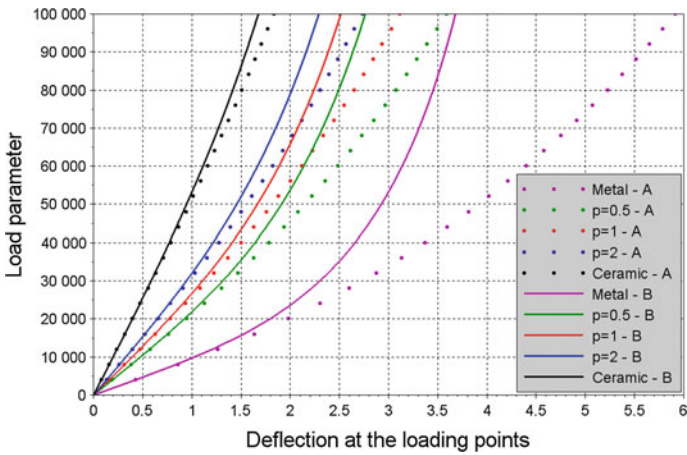 100 000
90 000
80 000
70 000
60 000
50 000
40 000
30 000
20 000
10 000
0
Load parameter
0 0.5 1 1.5 2 2.5 3 3.5 4 4.5 5 5.5 6
Deflection at the loading points
Metal - A
p=0.5 - A
p=1 - A
p=2 - A
Ceramic - A
Metal - B
p=0.5 - B
p=1 - B
p=2 - B
Ceramic - B